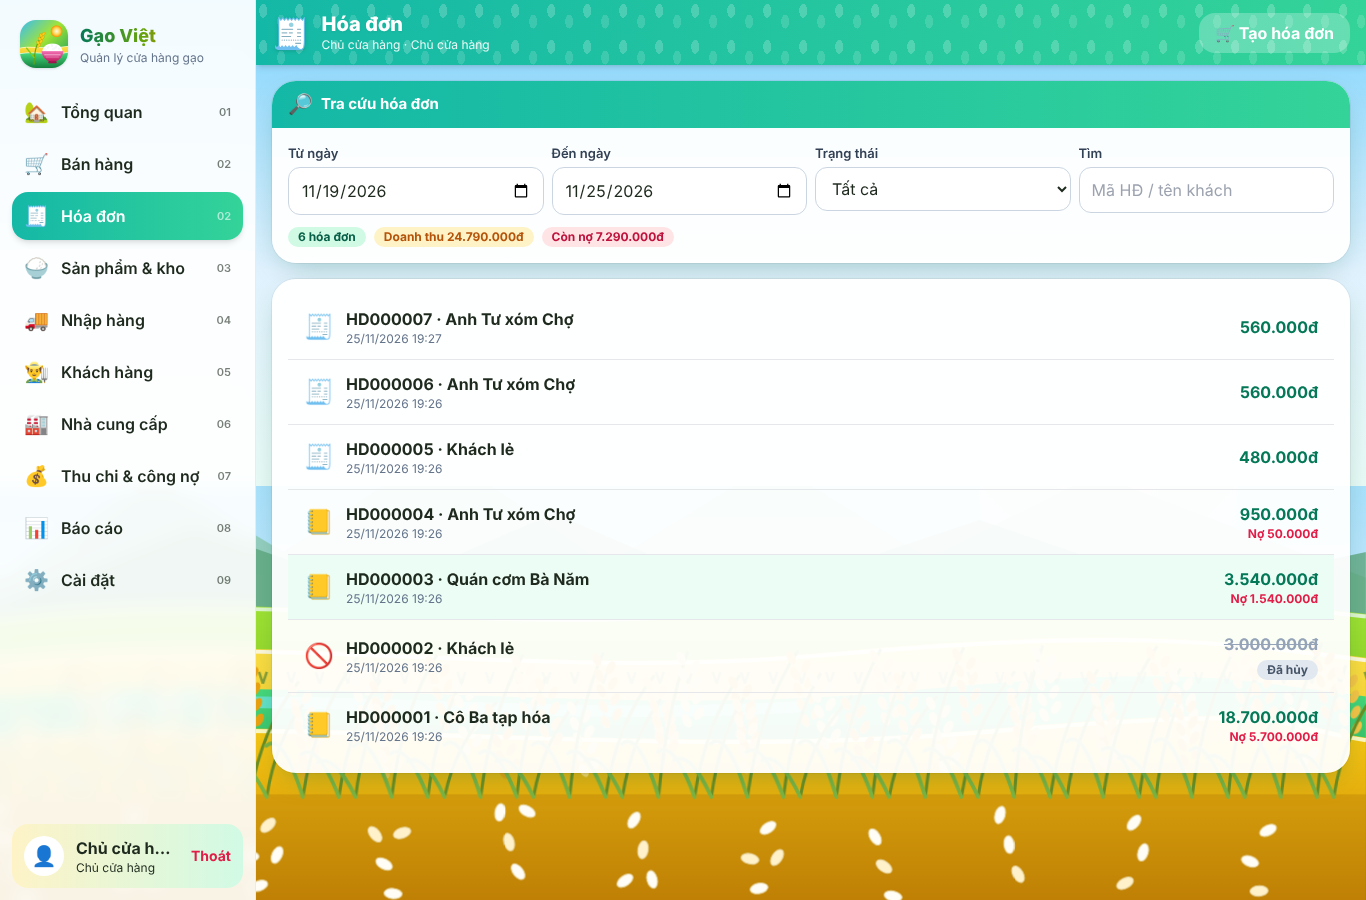 Gạo Việt
Quản lý cửa hàng gạo
Tổng quan 01
Bán hàng 02
Hóa đơn 02
Sản phẩm & kho 03
Nhập hàng 04
Khách hàng 05
Nhà cung cấp 06
Thu chi & công nợ 07
Báo cáo 08
Cài đặt 09
Chủ cửa h...
Chủ cửa hàng
Thoát
Hóa đơn
Chủ cửa hàng · Chủ cửa hàng
Tạo hóa đơn
Tra cứu hóa đơn
Từ ngày Đến ngày Trạng thái Tìm
11/19/2026 11/25/2026 Tất cả Mã HĐ / tên khách
6 hóa đơn Doanh thu 24.790.000đ Còn nợ 7.290.000đ
HD000007 · Anh Tư xóm Chợ
25/11/2026 19:27
560.000đ
HD000006 · Anh Tư xóm Chợ
25/11/2026 19:26
560.000đ
HD000005 · Khách lẻ
25/11/2026 19:26
480.000đ
HD000004 · Anh Tư xóm Chợ
25/11/2026 19:26
950.000đ
Nợ 50.000đ
HD000003 · Quán cơm Bà Năm
25/11/2026 19:26
3.540.000đ
Nợ 1.540.000đ
HD000002 · Khách lẻ
25/11/2026 19:26
3.000.000đ
Đã hủy
HD000001 · Cô Ba tạp hóa
25/11/2026 19:26
18.700.000đ
Nợ 5.700.000đ